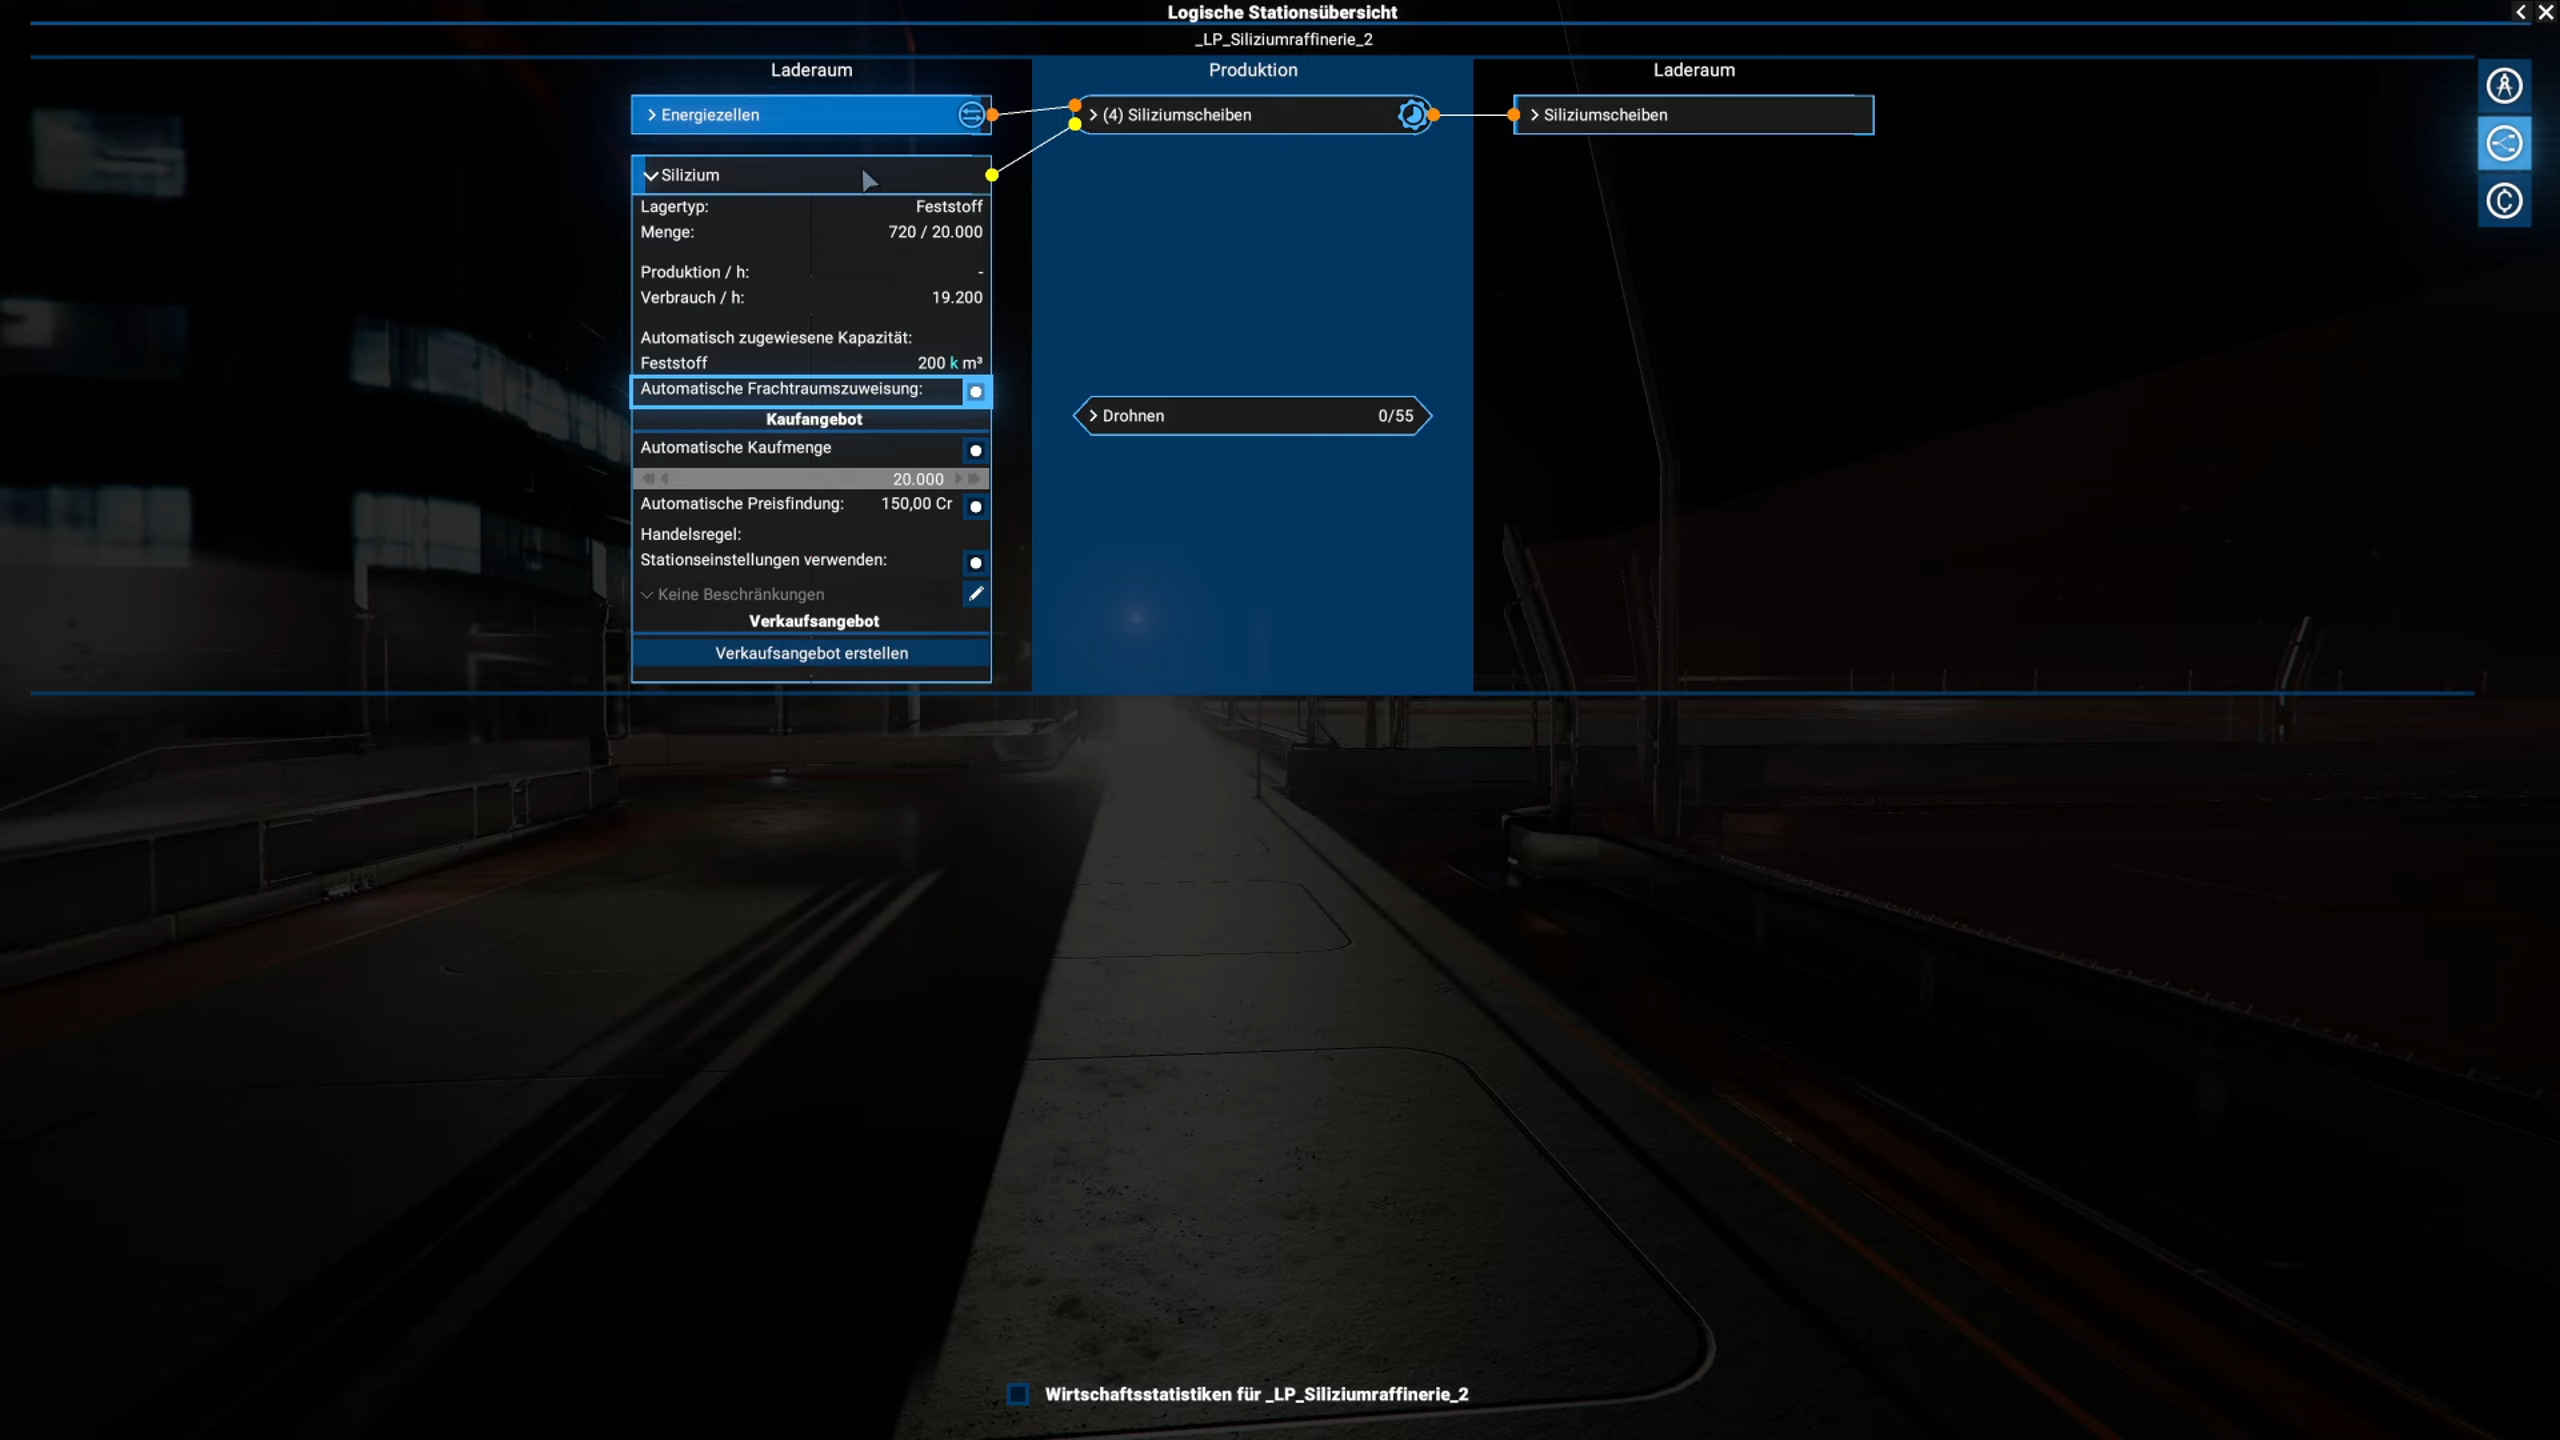 Logische Stationsübersicht
_LP_Siliziumraffinerie_2
Laderaum
Produktion
Laderaum
Energiezellen
(4) Siliziumscheiben
Siliziumscheiben
Silizium
Lagertyp: Feststoff
Menge: 720 / 20.000
Produktion / h: -
Verbrauch / h: 19.200
Automatisch zugewiesene Kapazität:
Feststoff 200 k m³
Automatische Frachtraumszuweisung:
Kaufangebot
Automatische Kaufmenge
20.000
Automatische Preisfindung: 150,00 Cr
Handelsregel:
Stationseinstellungen verwenden:
Keine Beschränkungen
Verkaufsangebot
Verkaufsangebot erstellen
Drohnen 0/55
Wirtschaftsstatistiken für _LP_Siliziumraffinerie_2